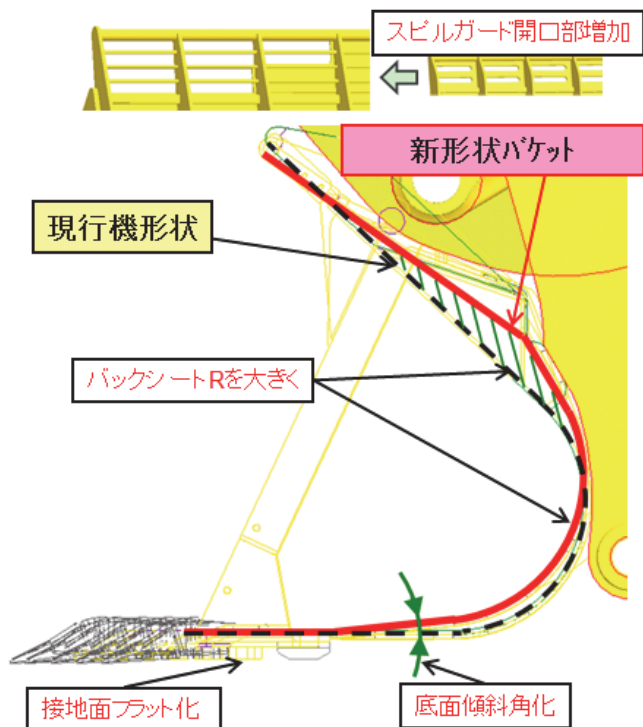 スピルガード開口部増加
新形状バケット
現行機形状
バックシートRを大きく
接地面フラット化
底面傾斜角化